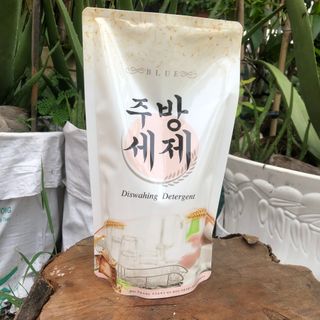 BLUE
주방
세제
Diswahing Detergent